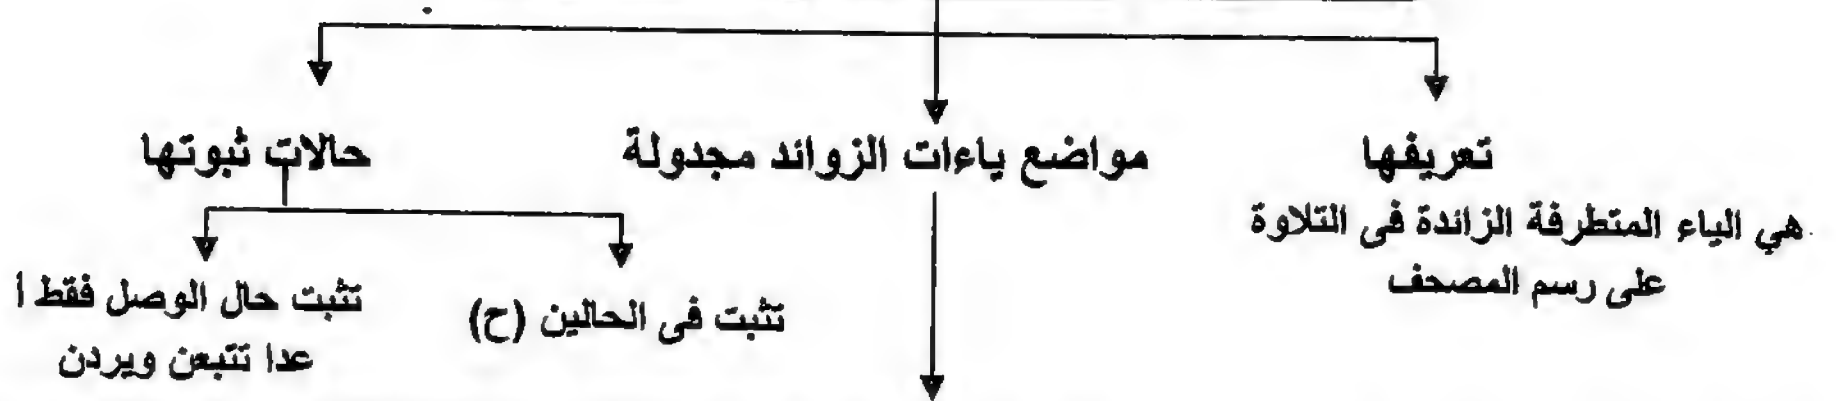 تعريفها
هي الياء المتطرفة الزائدة فى التلاوة
على رسم المصحف
مواضع ياءات الزوائد مجدولة
حالات ثبوتها
تثبت فى الحالين (ح)
تثبت حال الوصل فقط أ
عدا تتبعن ويردن